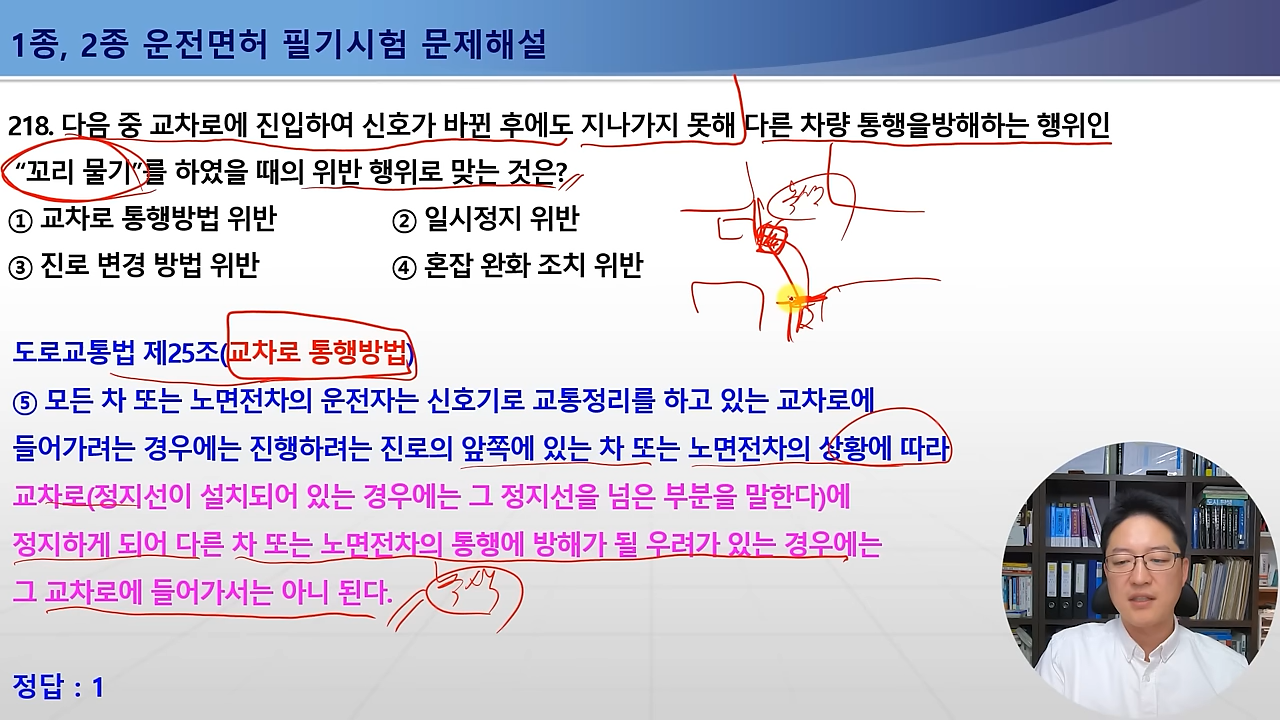 1종, 2종 운전면허 필기시험 문제해설
218. 다음 중 교차로에 진입하여 신호가 바뀐 후에도 지나가지 못해 다른 차량 통행을방해하는 행위인
“꼬리 물기”를 하였을 때의 위반 행위로 맞는 것은?
① 교차로 통행방법 위반 ② 일시정지 위반
③ 진로 변경 방법 위반 ④ 혼잡 완화 조치 위반
녹색
도로교통법 제25조(교차로 통행방법)
⑤ 모든 차 또는 노면전차의 운전자는 신호기로 교통정리를 하고 있는 교차로에
들어가려는 경우에는 진행하려는 진로의 앞쪽에 있는 차 또는 노면전차의 상황에 따라
교차로(정지선이 설치되어 있는 경우에는 그 정지선을 넘은 부분을 말한다)에
정지하게 되어 다른 차 또는 노면전차의 통행에 방해가 될 우려가 있는 경우에는
그 교차로에 들어가서는 아니 된다.
녹색
정답 : 1